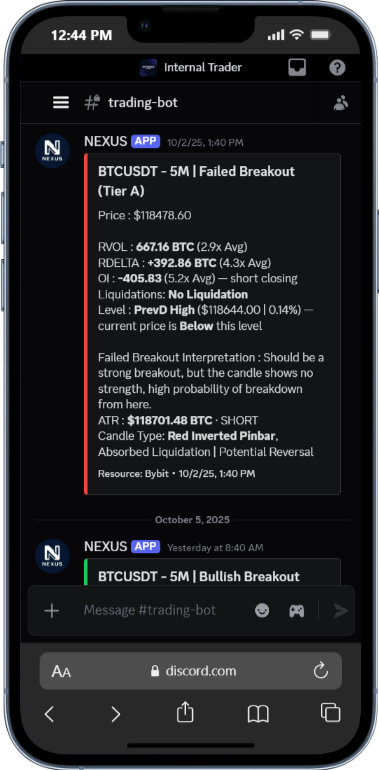 12:44 PM
Internal Trader
trading-bot
NEXUS APP 10/2/25, 1:40 PM
NEXUS
BTCUSDT - 5M | Failed Breakout
(Tier A)
Price : $118478.60
RVOL : 667.16 BTC (2.9x Avg)
RDELTA : +392.86 BTC (4.3x Avg)
OI : -405.83 (5.2x Avg) — short closing
Liquidations: No Liquidation
Level : PrevD High ($118644.00 | 0.14%) —
current price is Below this level
Failed Breakout Interpretation : Should be a
strong breakout, but the candle shows no
strength, high probability of breakdown
from here.
ATR : $118701.48 BTC · SHORT
Candle Type: Red Inverted Pinbar,
Absorbed Liquidation | Potential Reversal
Resource: Bybit • 10/2/25, 1:40 PM
October 5, 2025
NEXUS APP Yesterday at 8:40 AM
NEXUS
BTCUSDT - 5M | Bullish Breakout
Message #trading-bot
AA discord.com